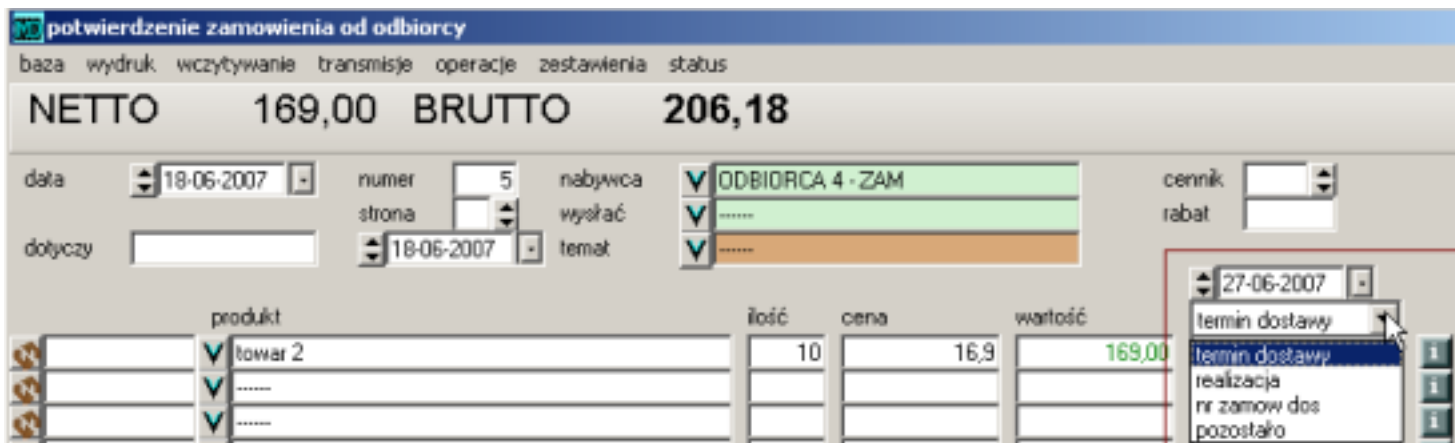 potwierdzenie zamowienia od odbiorcy
baza wydruk wczytywanie transmisje operacje zestawienia status
NETTO 169,00 BRUTTO 206,18
data 18-06-2007 numer 5 nabywca ODBIORCA 4 - ZAM cennik
strona wysłać ------ rabat
dotyczy 18-06-2007 temat ------
27-06-2007
produkt ilość cena wartość termin dostawy
towar 2 10 16,9 169,00 termin dostawy
------ realizacja
nr zamow dos
------ pozostało